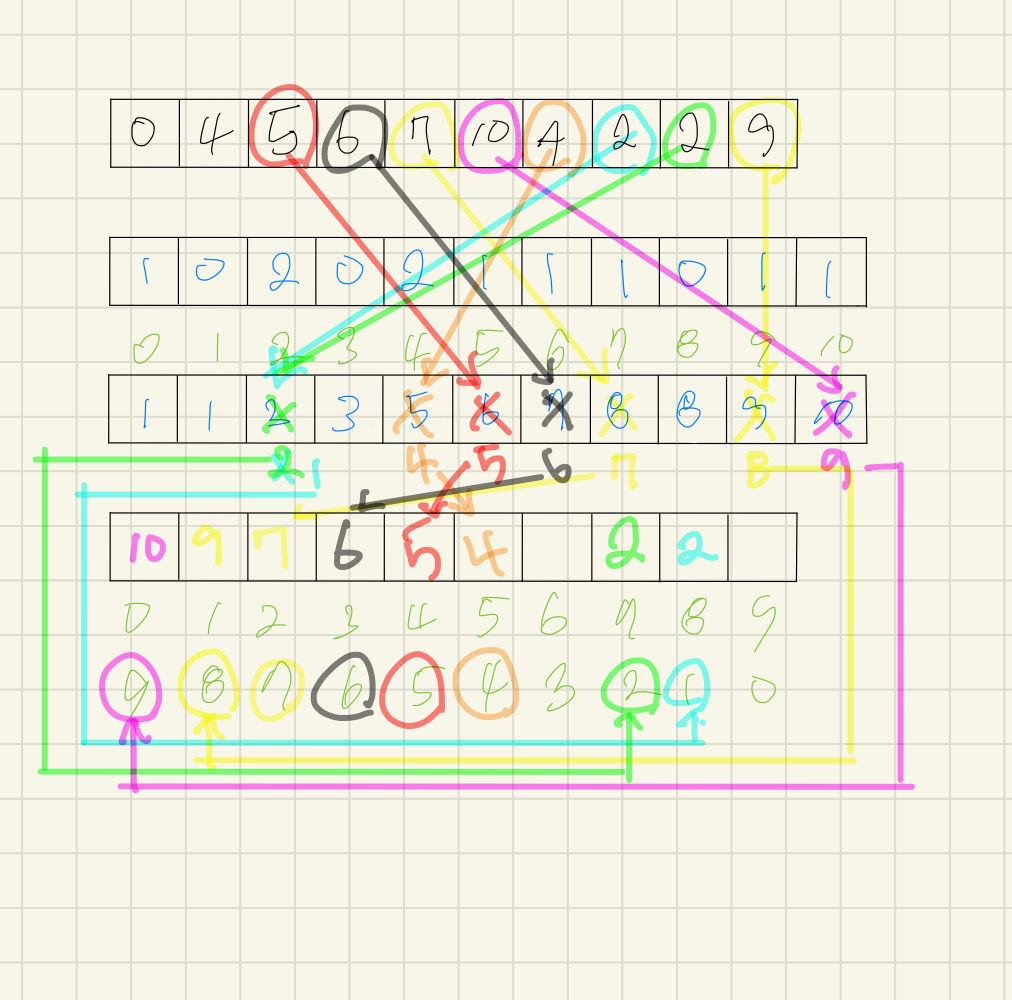 0 4 5 6 7 10 4 2 2 9
1 0 2 0 2 1 1 1 0 1 1
0 1 2 3 4 5 6 7 8 9 10
1 1 2 3 5 6 7 8 8 9 10
2 1 4 5 6 7 8 9
10 9 7 6 5 4 2 2
0 1 2 3 4 5 6 7 8 9
9 8 7 6 5 4 3 2 1 0